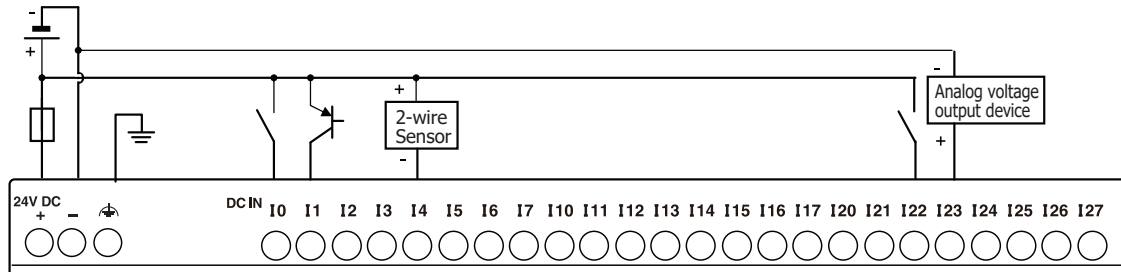 -
+
+
2-wire
Sensor
-
-
Analog voltage
output device
+
24V DC
+ −
DC IN I0 I1 I2 I3 I4 I5 I6 I7 I10 I11 I12 I13 I14 I15 I16 I17 I20 I21 I22 I23 I24 I25 I26 I27